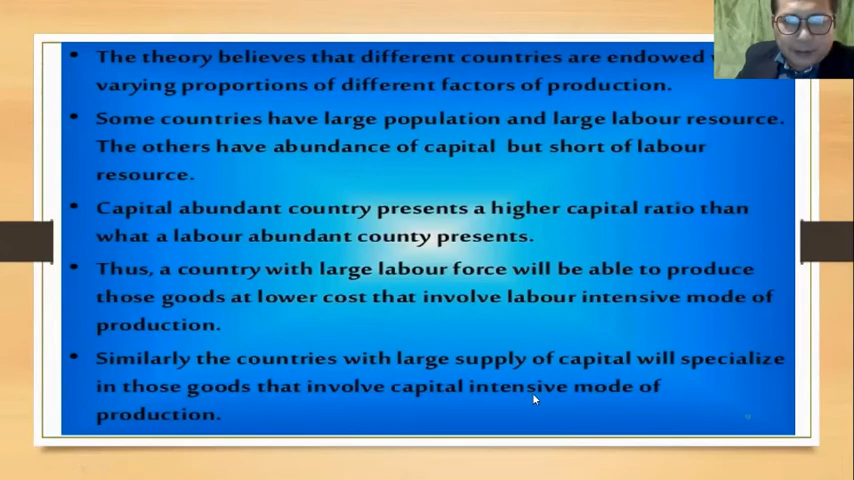 • The theory believes that different countries are endowed
varying proportions of different factors of production.
• Some countries have large population and large labour resource.
The others have abundance of capital but short of labour
resource.
• Capital abundant country presents a higher capital ratio than
what a labour abundant county presents.
• Thus, a country with large labour force will be able to produce
those goods at lower cost that involve labour intensive mode of
production.
• Similarly the countries with large supply of capital will specialize
in those goods that involve capital intensive mode of
production.